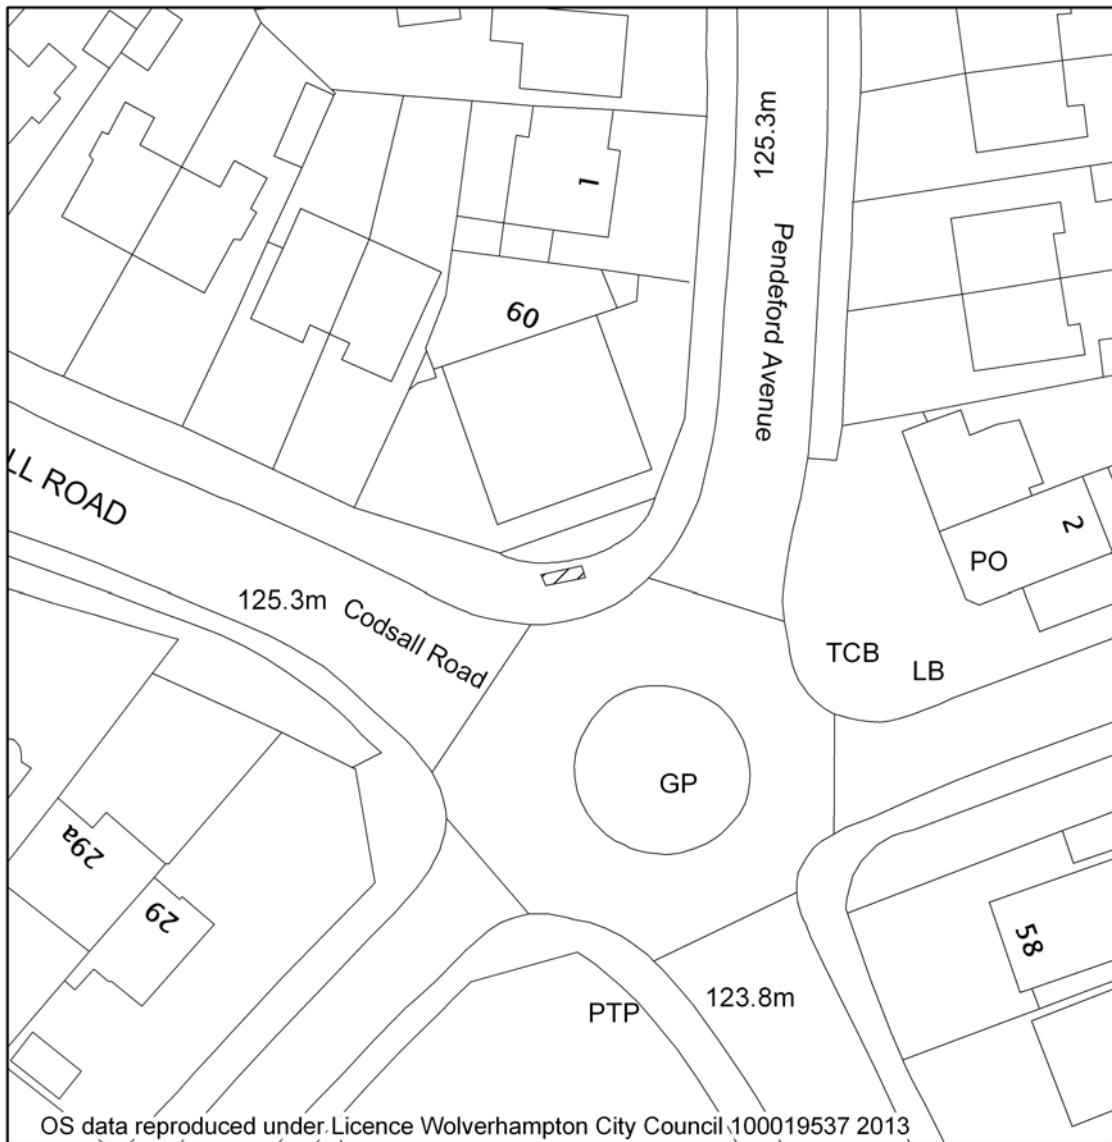 125.3m
1
Pendeford Avenue
60
LL ROAD
2
PO
125.3m
Codsall Road
TCB
LB
GP
29a
29
58
123.8m
PTP
OS data reproduced under Licence Wolverhampton City Council 100019537 2013